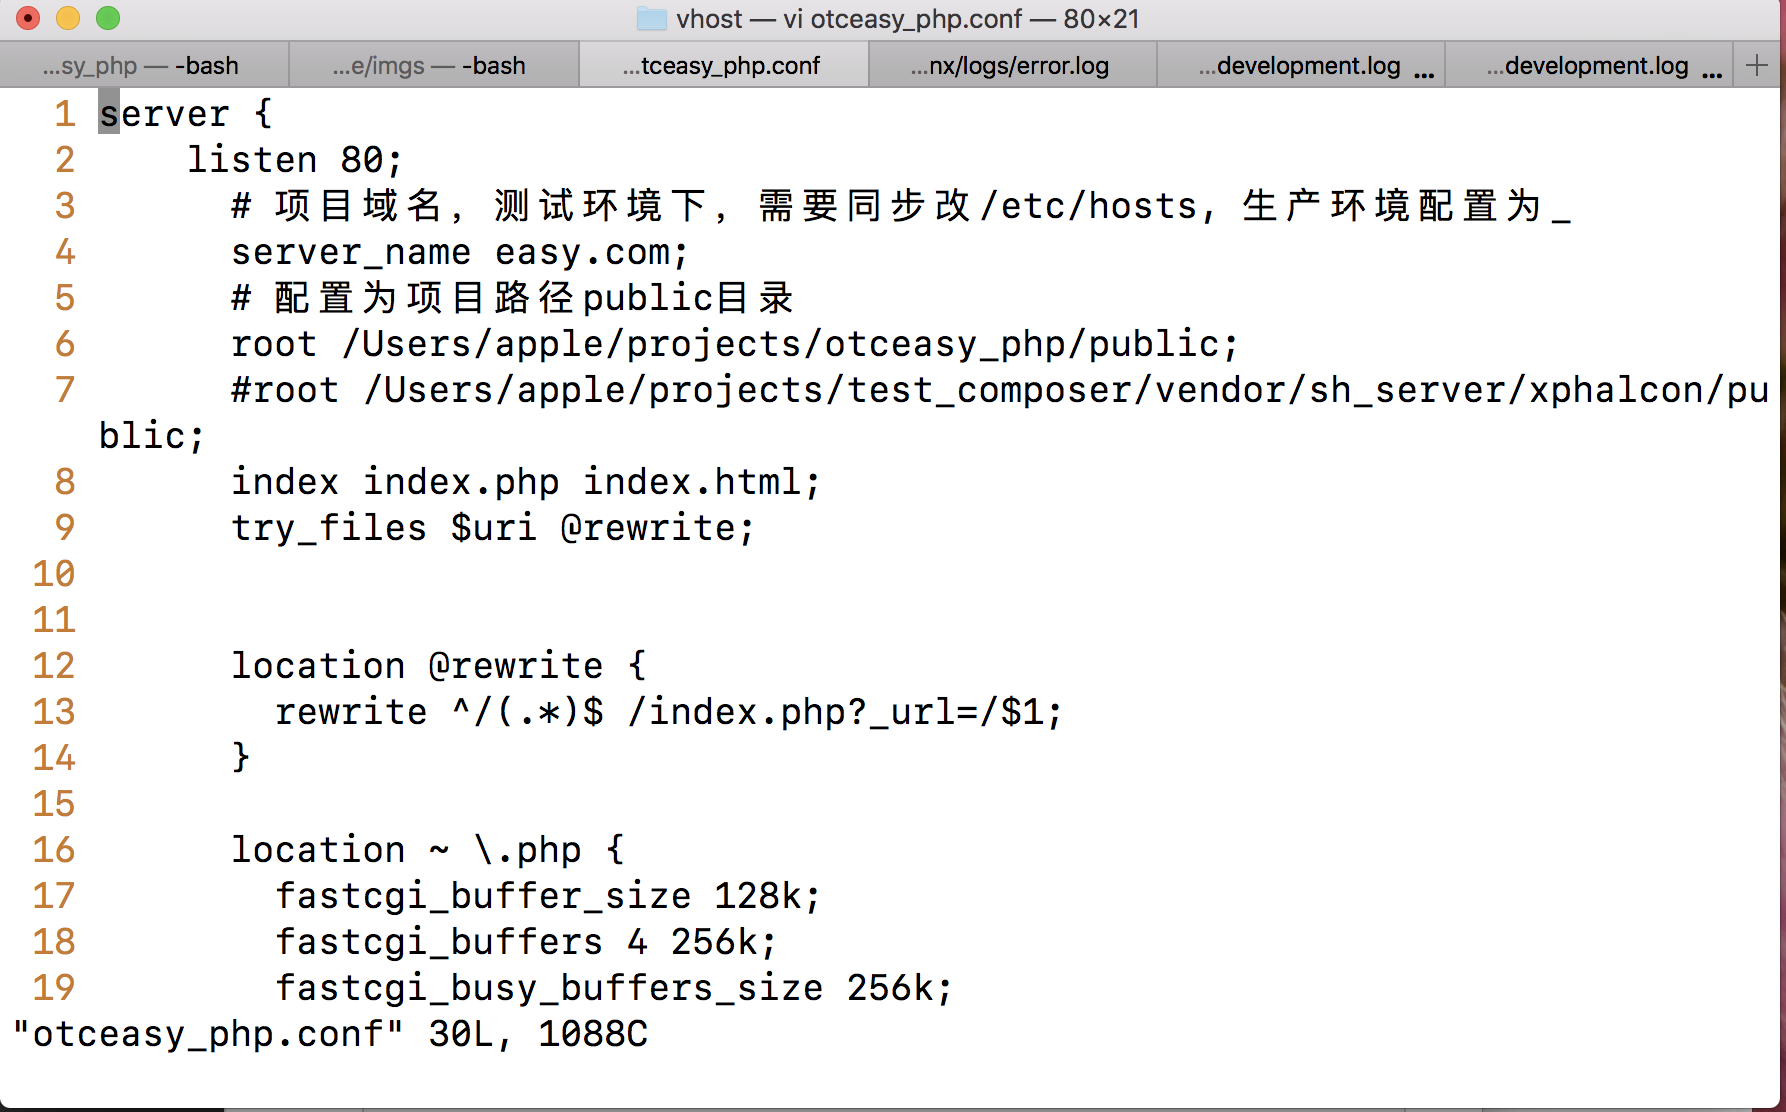 vhost — vi otceasy_php.conf — 80×21
...sy_php — -bash
...e/imgs — -bash
...tceasy_php.conf
...nx/logs/error.log
...development.log ...
...development.log ...
+
1 server {
2 listen 80;
3 # 项目域名，测试环境下，需要同步改/etc/hosts, 生产环境配置为_
4 server_name easy.com;
5 # 配置为项目路径public目录
6 root /Users/apple/projects/otceasy_php/public;
7 #root /Users/apple/projects/test_composer/vendor/sh_server/xphalcon/pu
blic;
8 index index.php index.html;
9 try_files $uri @rewrite;
10
11
12 location @rewrite {
13 rewrite ^/(.*)$ /index.php?_url=/$1;
14 }
15
16 location ~ \.php {
17 fastcgi_buffer_size 128k;
18 fastcgi_buffers 4 256k;
19 fastcgi_busy_buffers_size 256k;
"otceasy_php.conf" 30L, 1088C